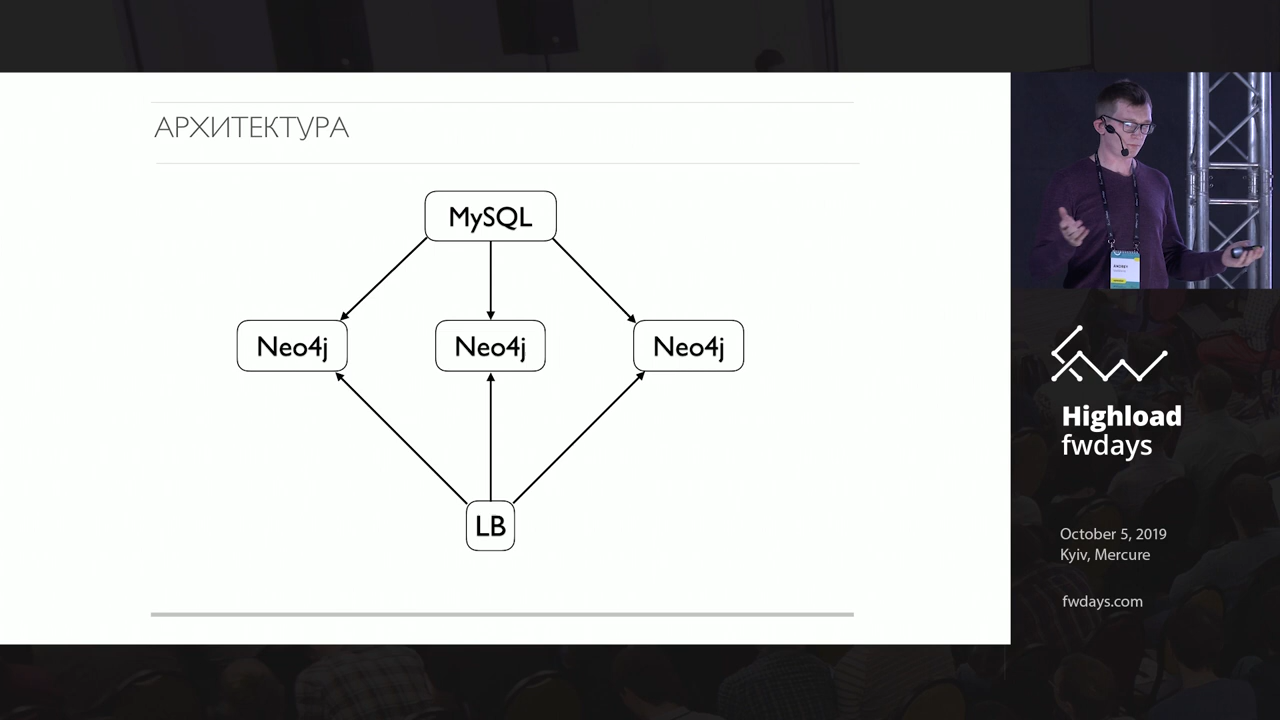 АРХИТЕКТУРА
MySQL
Neo4j
Neo4j
Neo4j
LB
Highload
fwdays
October 5, 2019
Kyiv, Mercure
fwdays.com